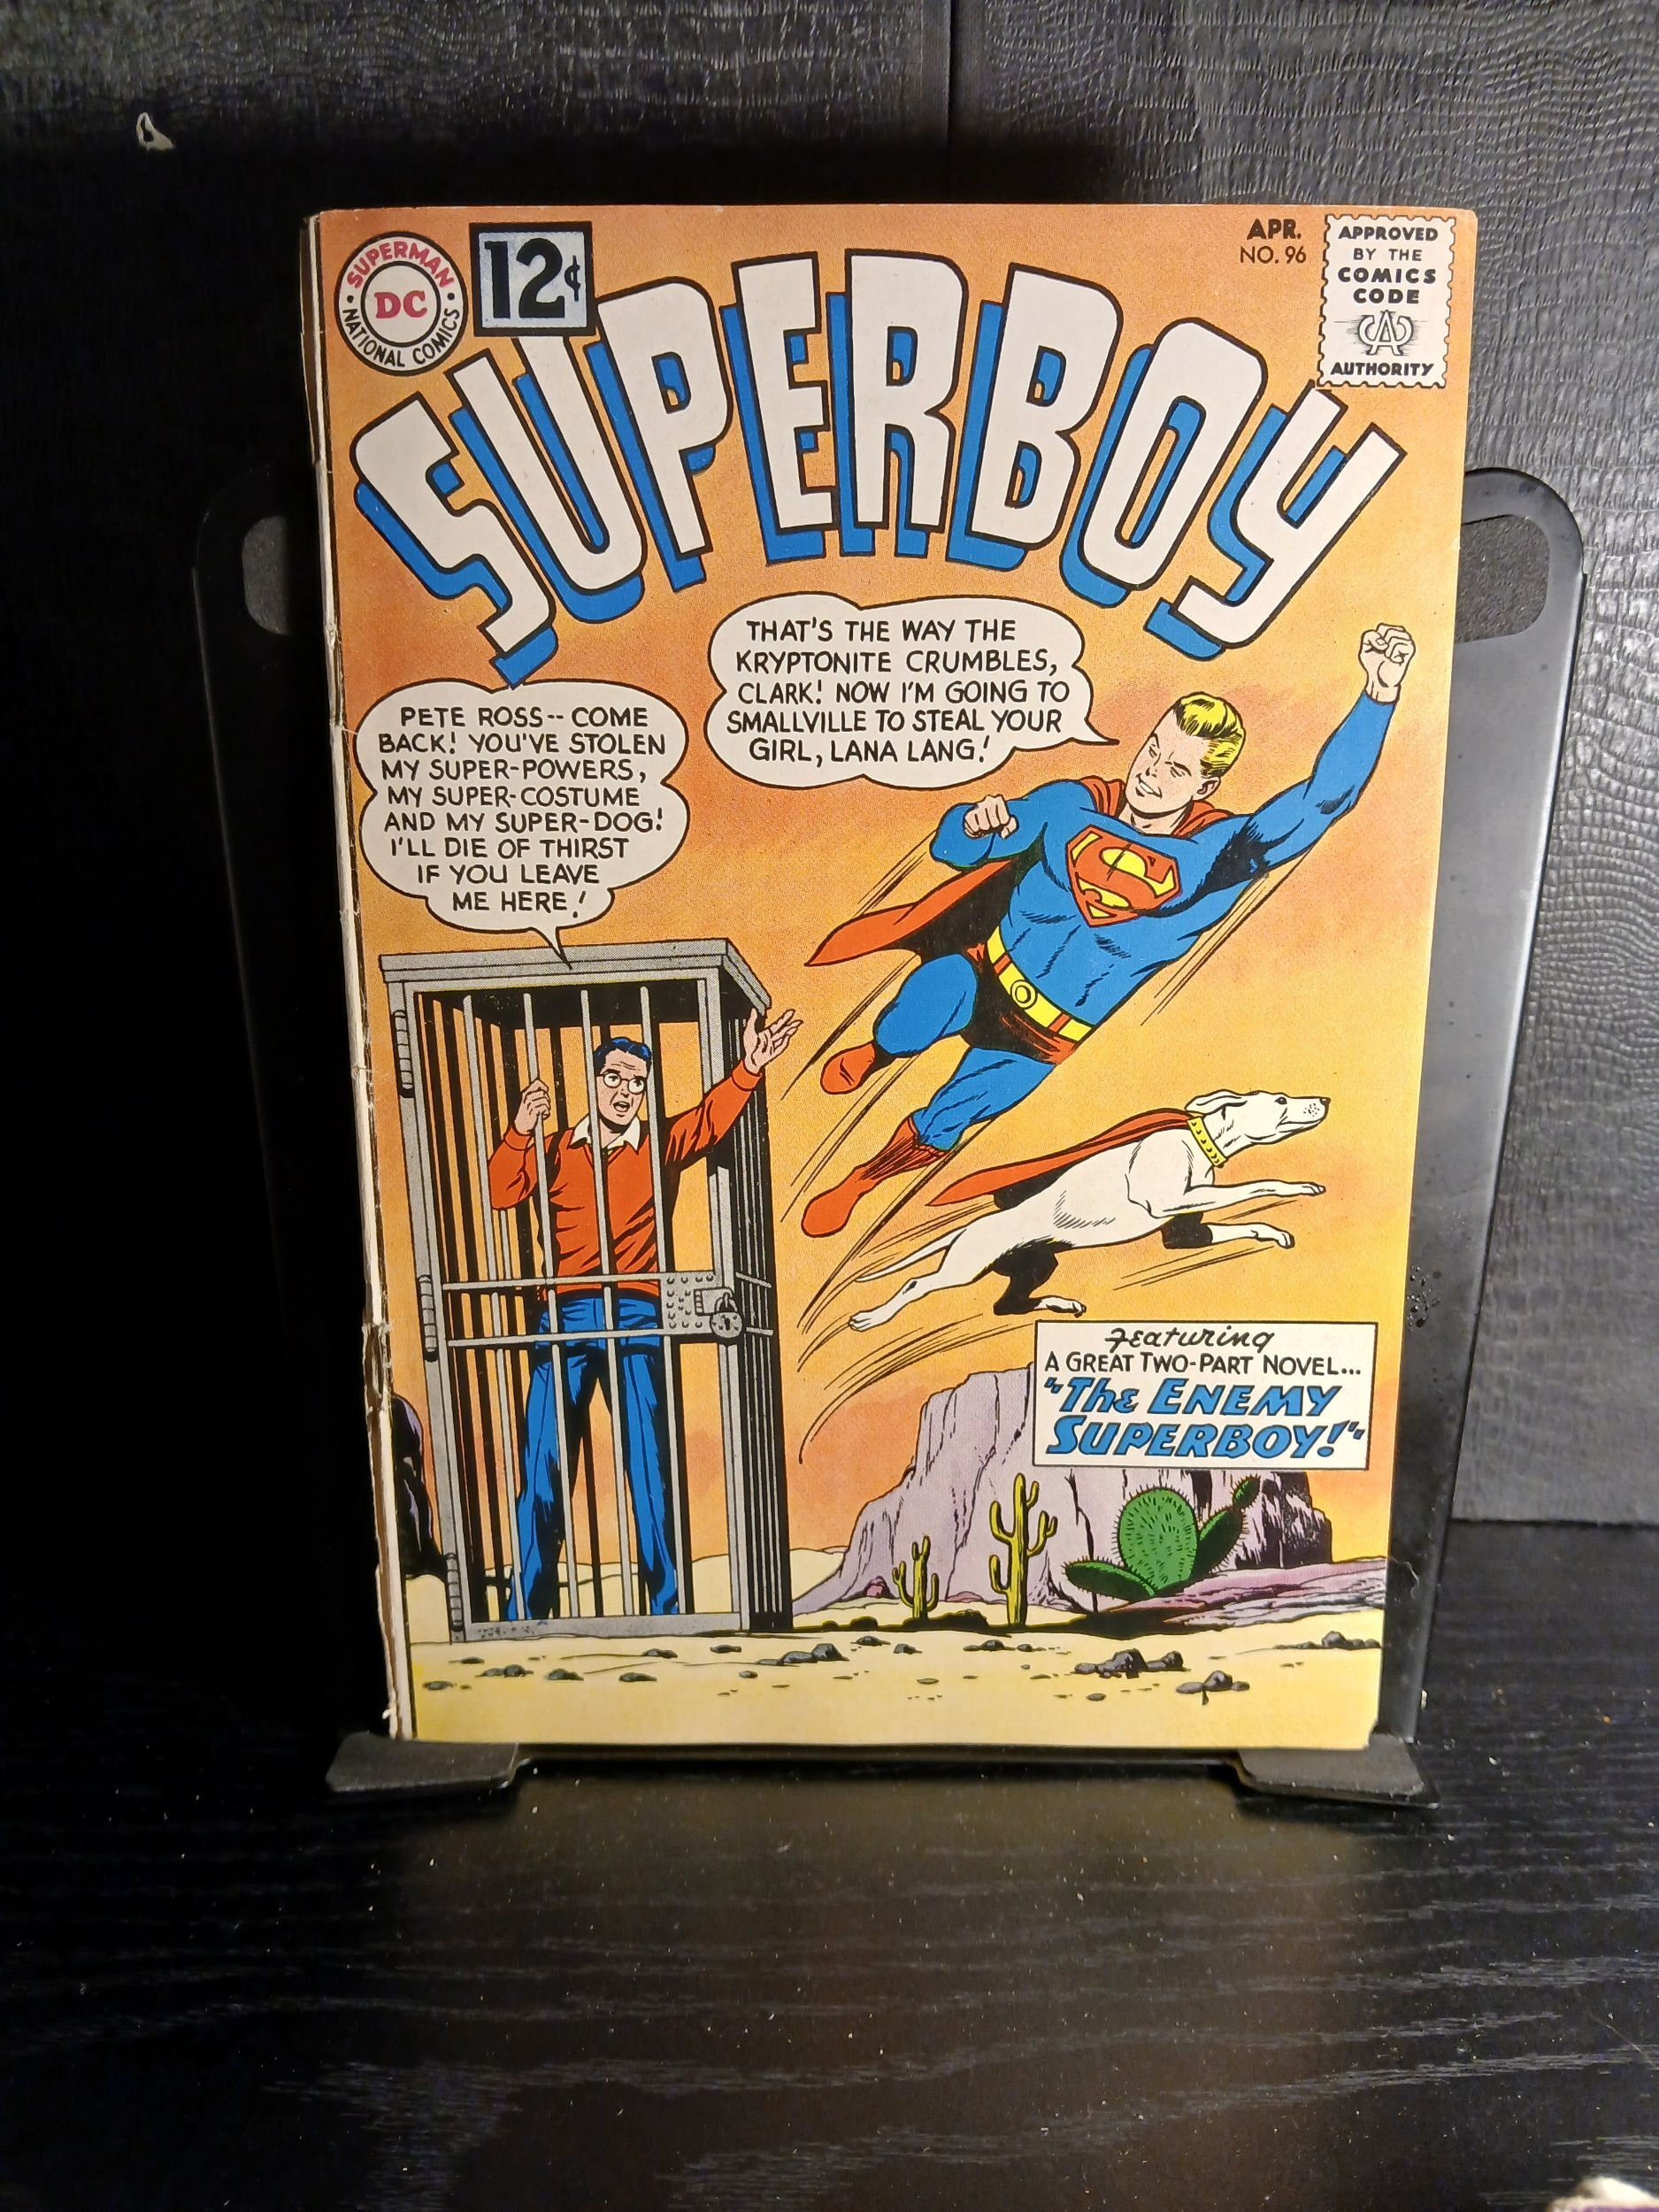 SUPERMAN
DC
NATIONAL COMICS
12¢
APR.
NO. 96
APPROVED
BY THE
COMICS
CODE
CA
AUTHORITY
SUPERBOY
THAT'S THE WAY THE
KRYPTONITE CRUMBLES,
CLARK! NOW I'M GOING TO
SMALLVILLE TO STEAL YOUR
GIRL, LANA LANG!
PETE ROSS-- COME
BACK! YOU'VE STOLEN
MY SUPER-POWERS,
MY SUPER-COSTUME
AND MY SUPER-DOG!
I'LL DIE OF THIRST
IF YOU LEAVE
ME HERE!
S
Featuring
A GREAT TWO-PART NOVEL...
"The ENEMY
SUPERBOY!"